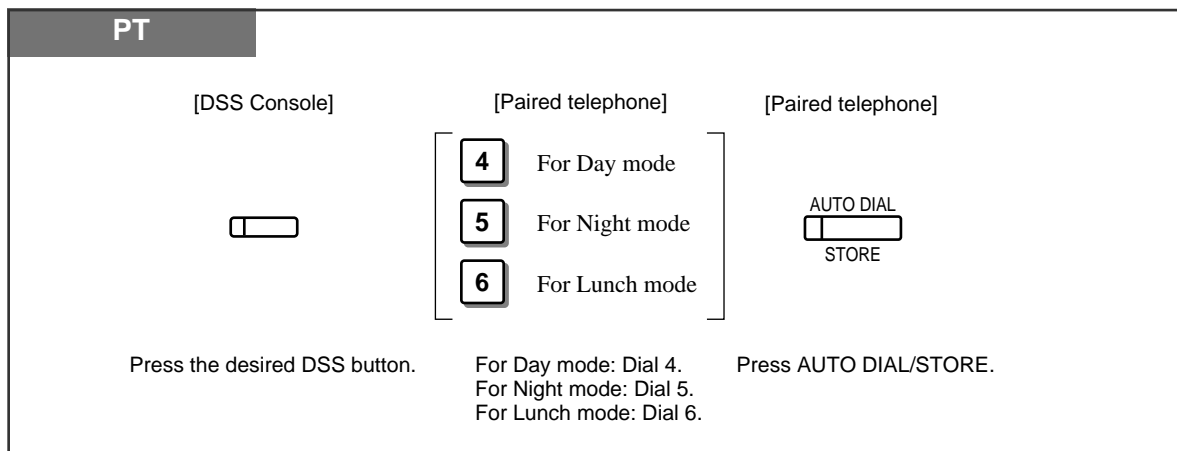 PT
[DSS Console]
[Paired telephone]
[Paired telephone]
4 For Day mode
5 For Night mode
6 For Lunch mode
AUTO DIAL
STORE
Press the desired DSS button.
For Day mode: Dial 4.
For Night mode: Dial 5.
For Lunch mode: Dial 6.
Press AUTO DIAL/STORE.